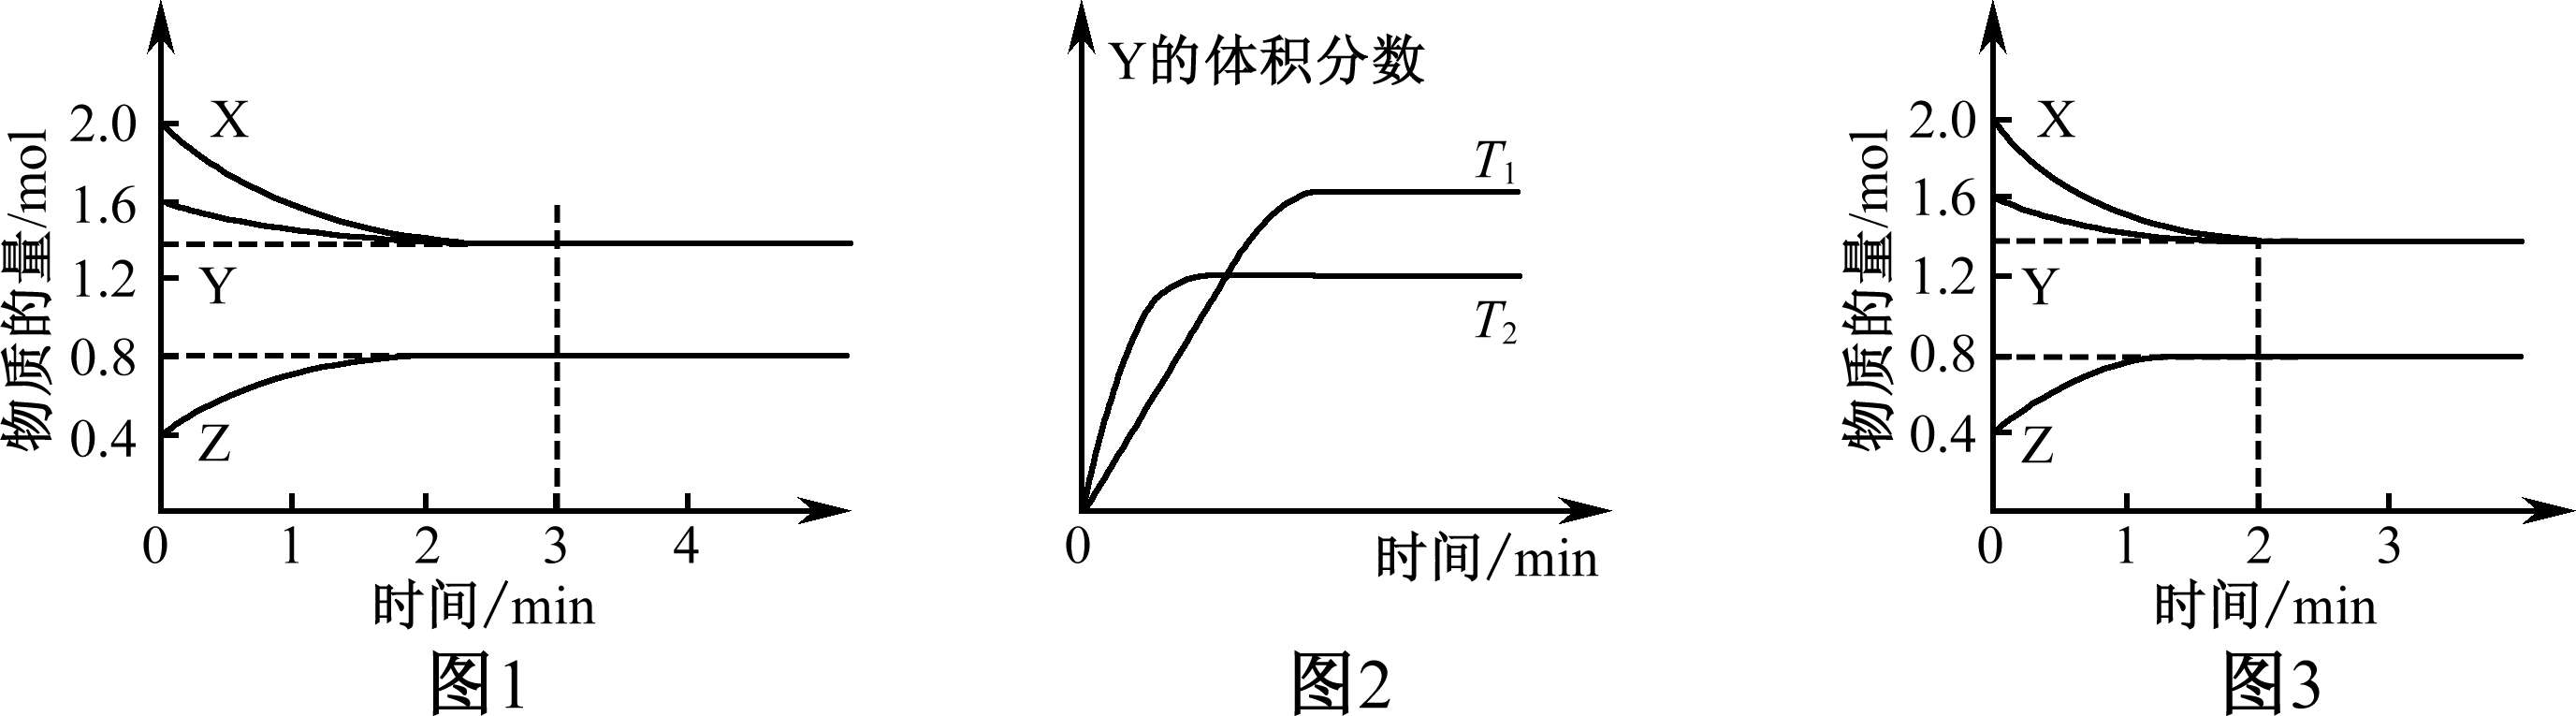 物质的量/mol
2.0
1.6
1.2
0.8
0.4
X
Y
Z
0 1 2 3 4
时间/min
图1
Y的体积分数
T1
T2
0
时间/min
图2
物质的量/mol
2.0
1.6
1.2
0.8
0.4
X
Y
Z
0 1 2 3
时间/min
图3